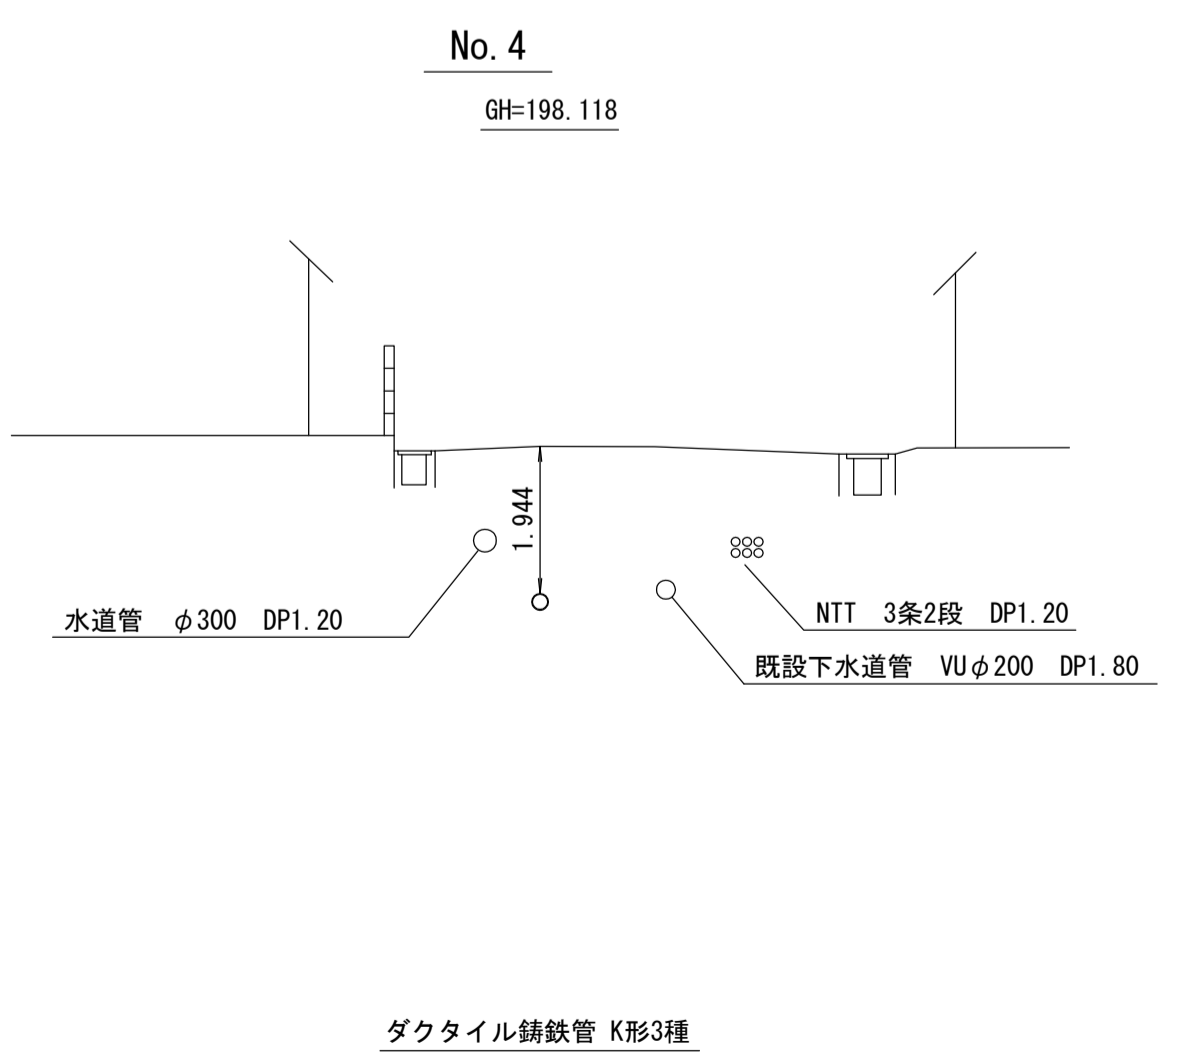 No.4
GH=198.118
1.944
水道管　φ300　DP1.20
NTT　3条2段　DP1.20
既設下水道管　VUφ200　DP1.80
ダクタイル鋳鉄管 K形3種